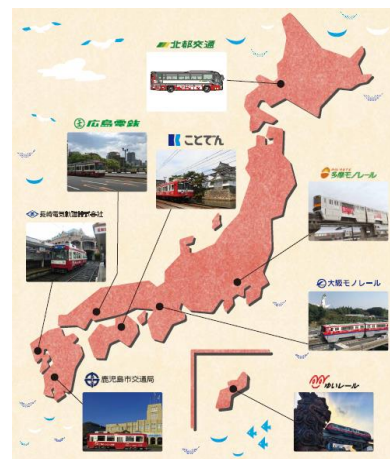 北都交通
広島電鉄
ことでん
多摩モノレール
長崎電気軌道株式会社
大阪モノレール
鹿児島市交通局
ゆいレール